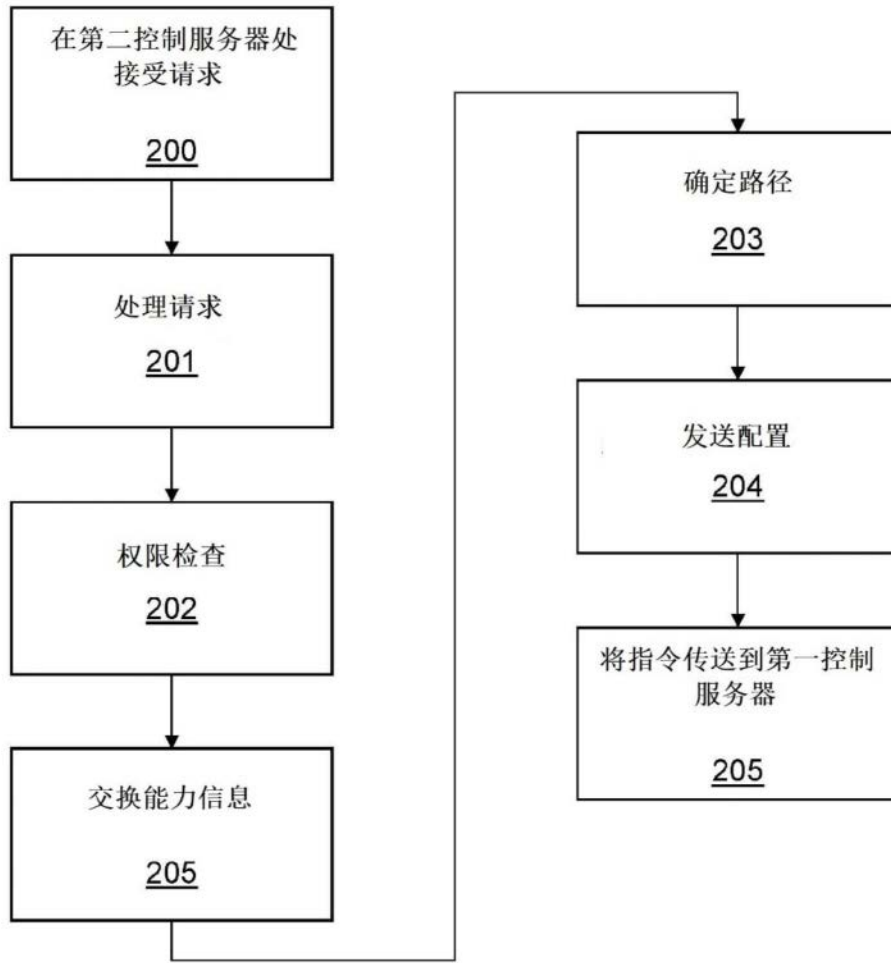 在第二控制服务器处
接受请求
200
处理请求
201
权限检查
202
交换能力信息
205
确定路径
203
发送配置
204
将指令传送到第一控制
服务器
205